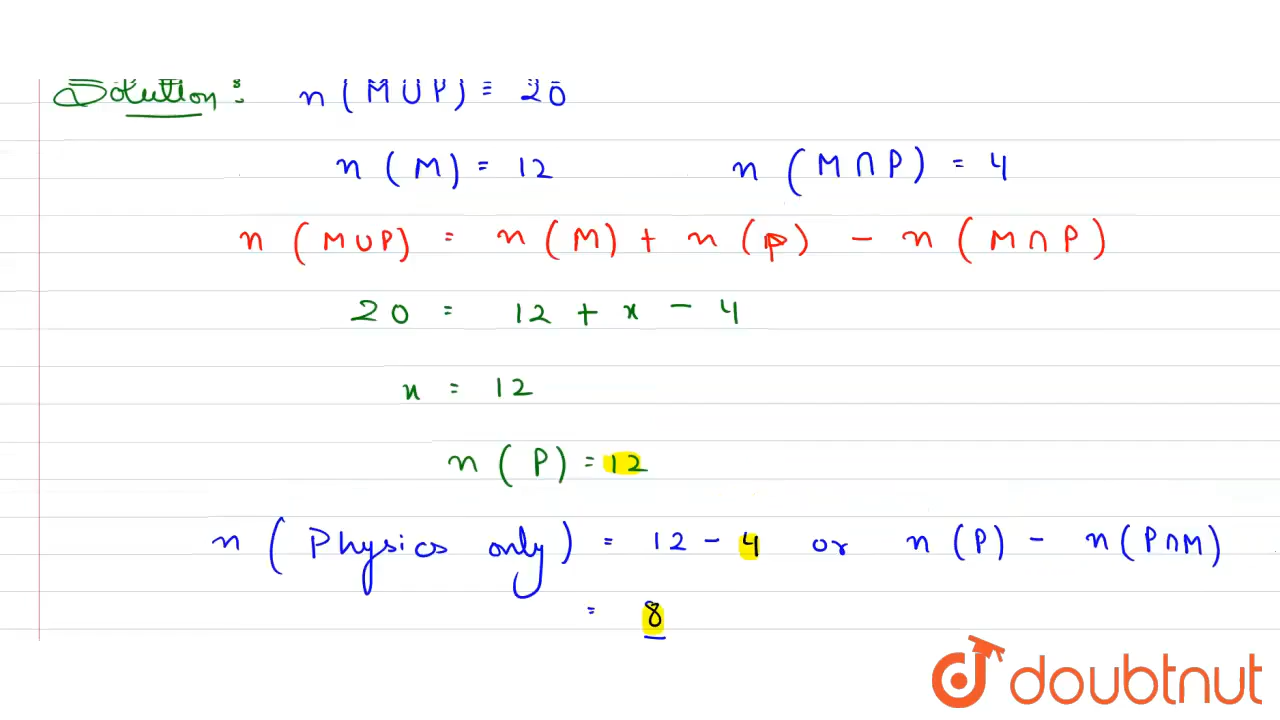 Solution : n ( M ∪ P ) = 20
n ( M ) = 12 n ( M ∩ P ) = 4
n ( M ∪ P ) = n ( M ) + n ( P ) - n ( M ∩ P )
20 = 12 + x - 4
x = 12
n ( P ) = 12
n ( Physics only ) = 12 - 4 or n ( P ) - n ( P ∩ M )
= 8
doubtnut